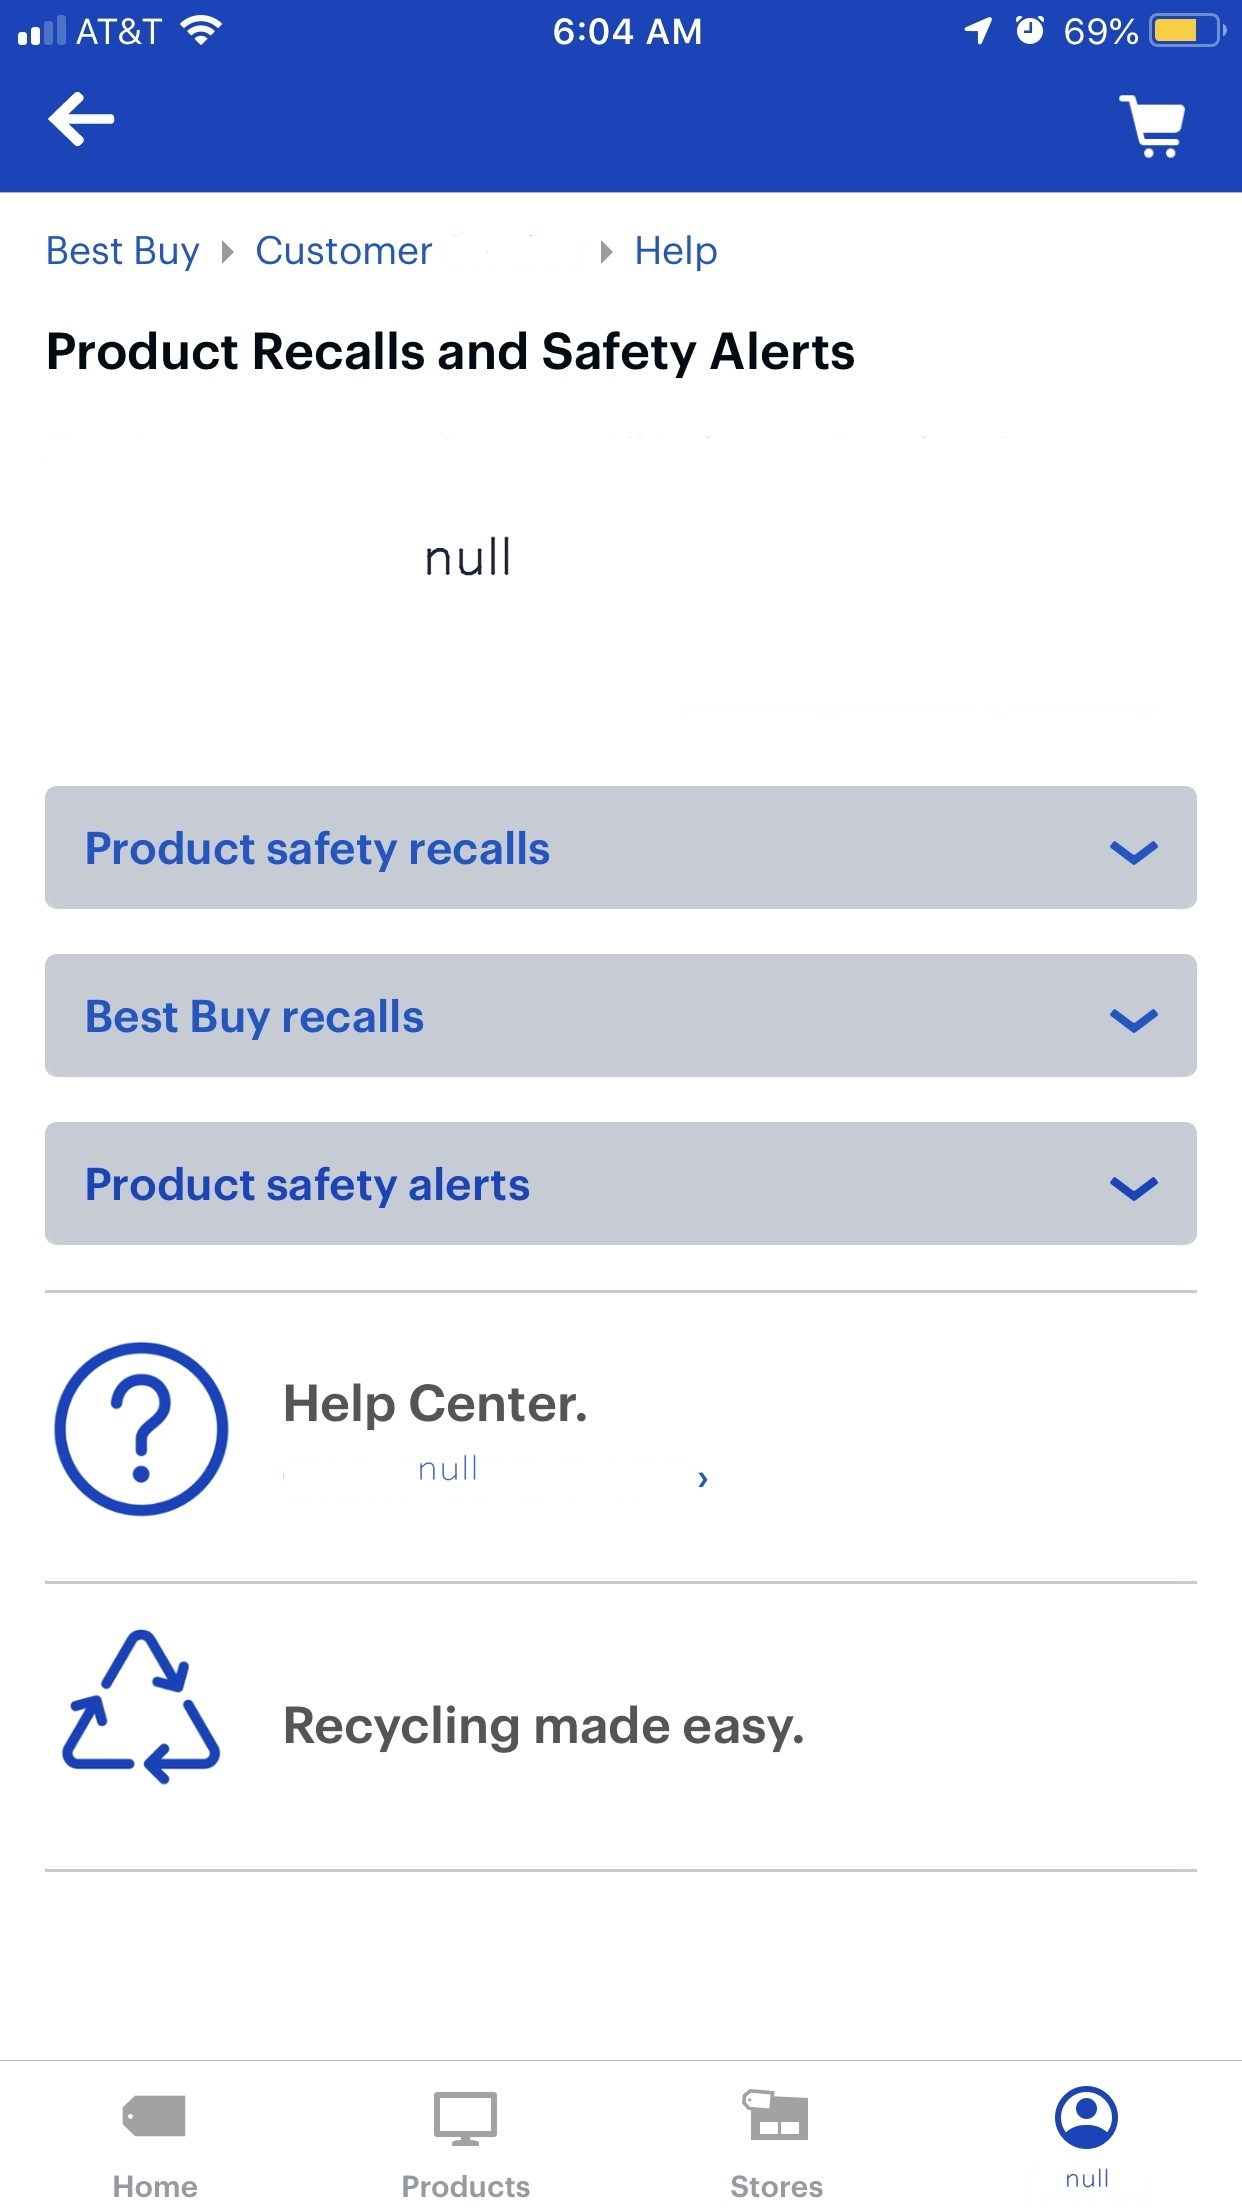 AT&T 6:04 AM 69%
Best Buy Customer Help
Product Recalls and Safety Alerts
null
Product safety recalls
Best Buy recalls
Product safety alerts
Help Center.
null ›
Recycling made easy.
Home Products Stores null